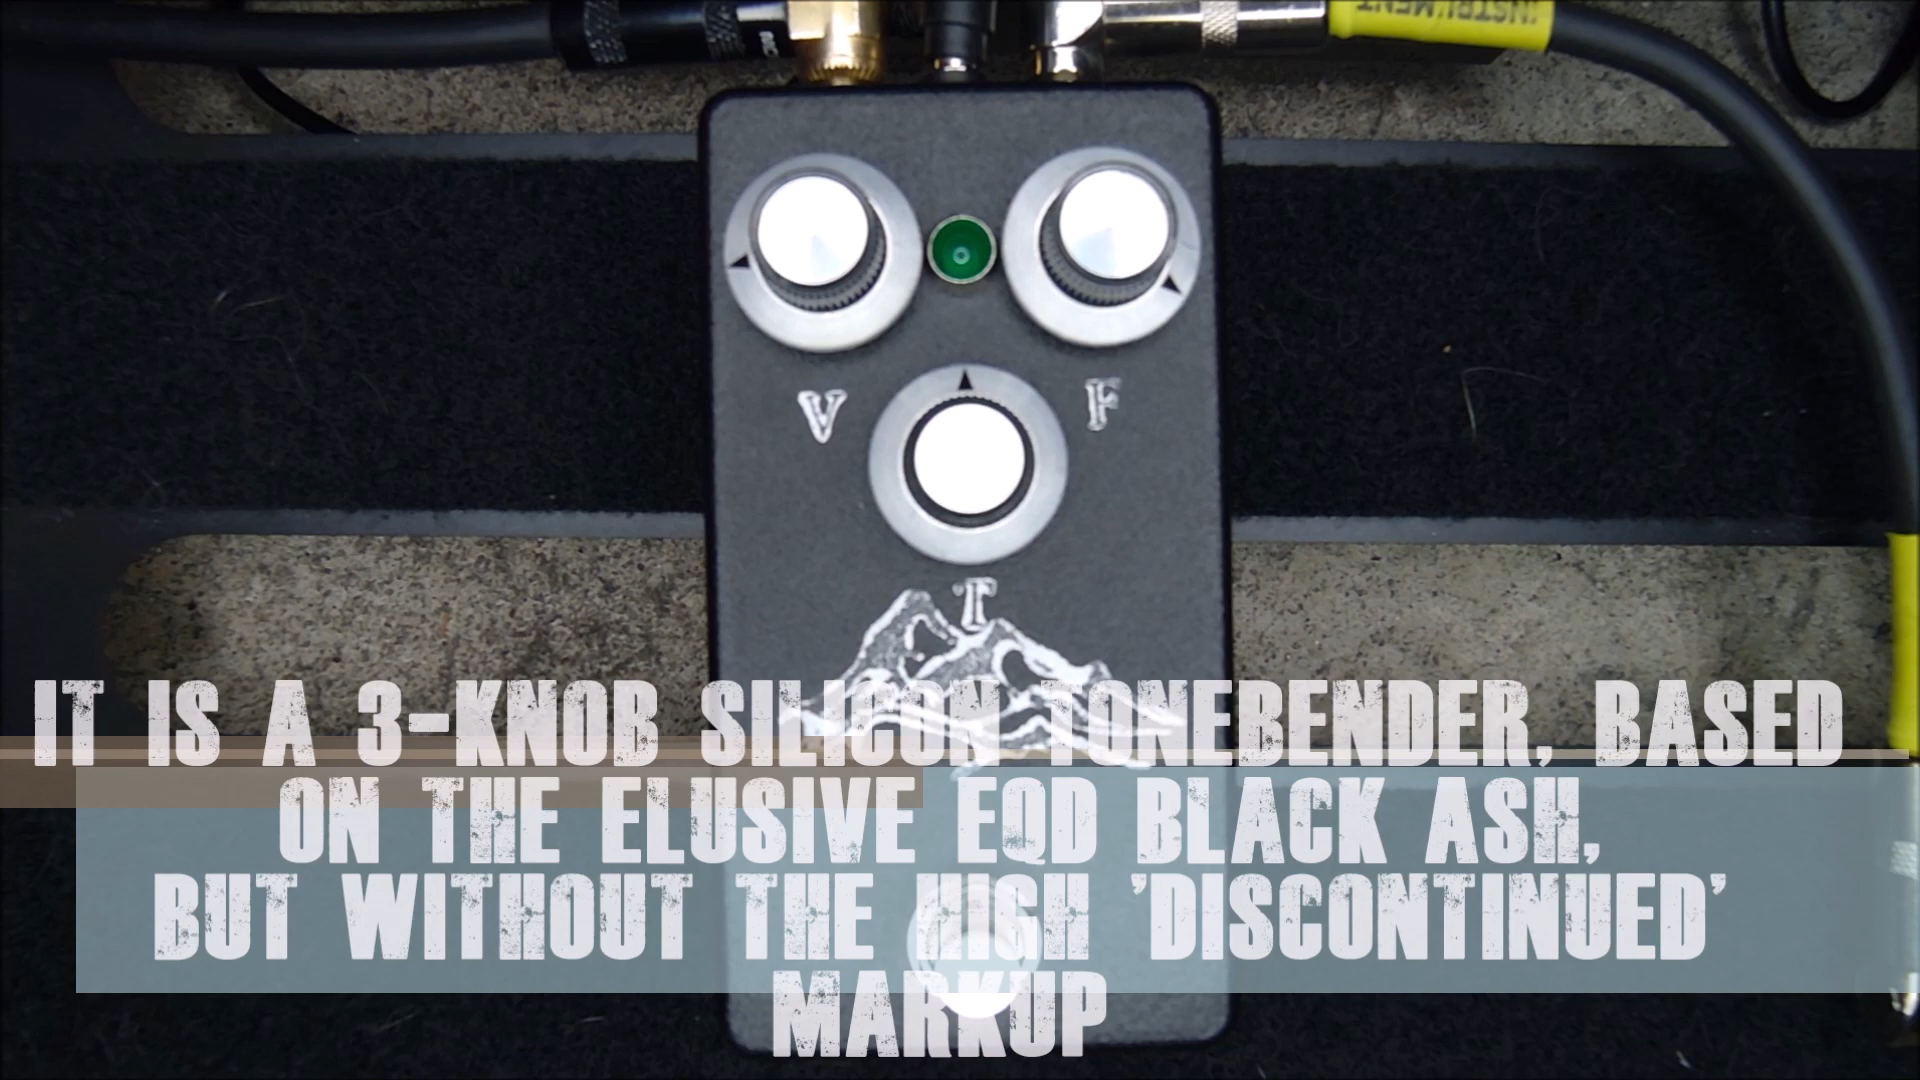 INSTRUMENT
V
F
T
IT IS A 3-KNOB SILICON TONEBENDER, BASED
ON THE ELUSIVE EQD BLACK ASH,
BUT WITHOUT THE HIGH 'DISCONTINUED'
MARKUP